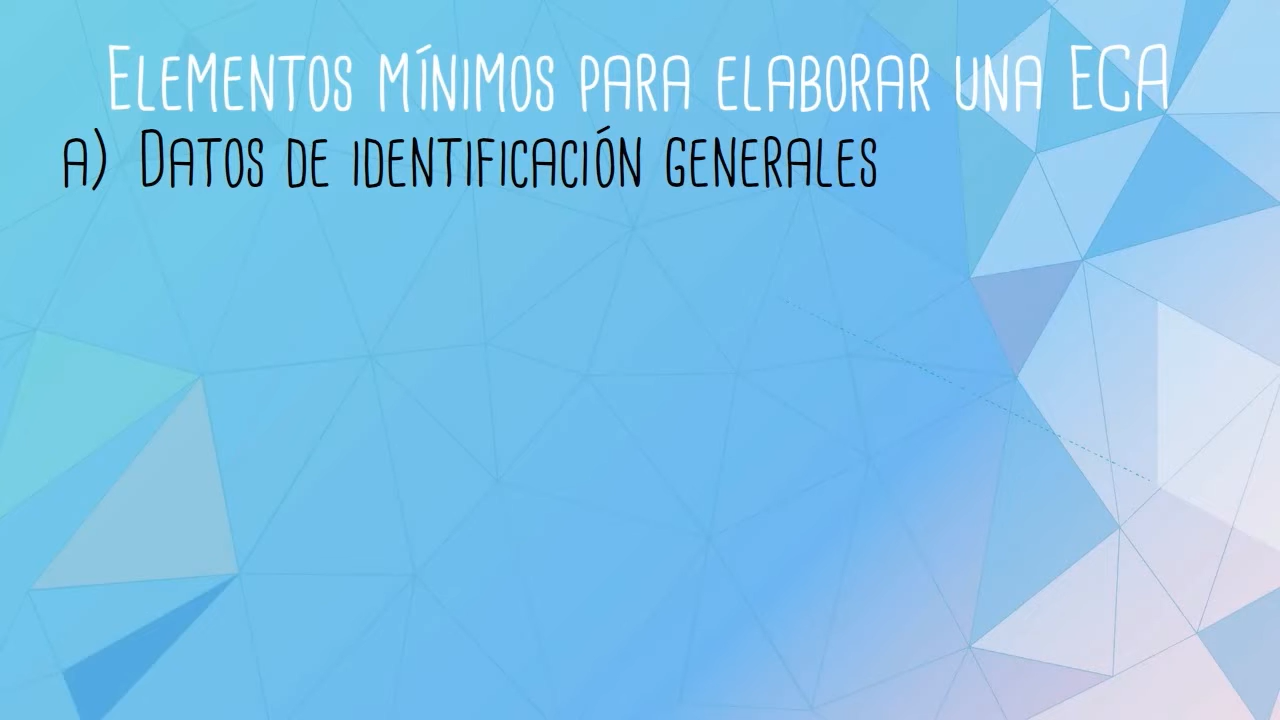 Elementos mínimos para elaborar una ECA
a) Datos de identificación generales